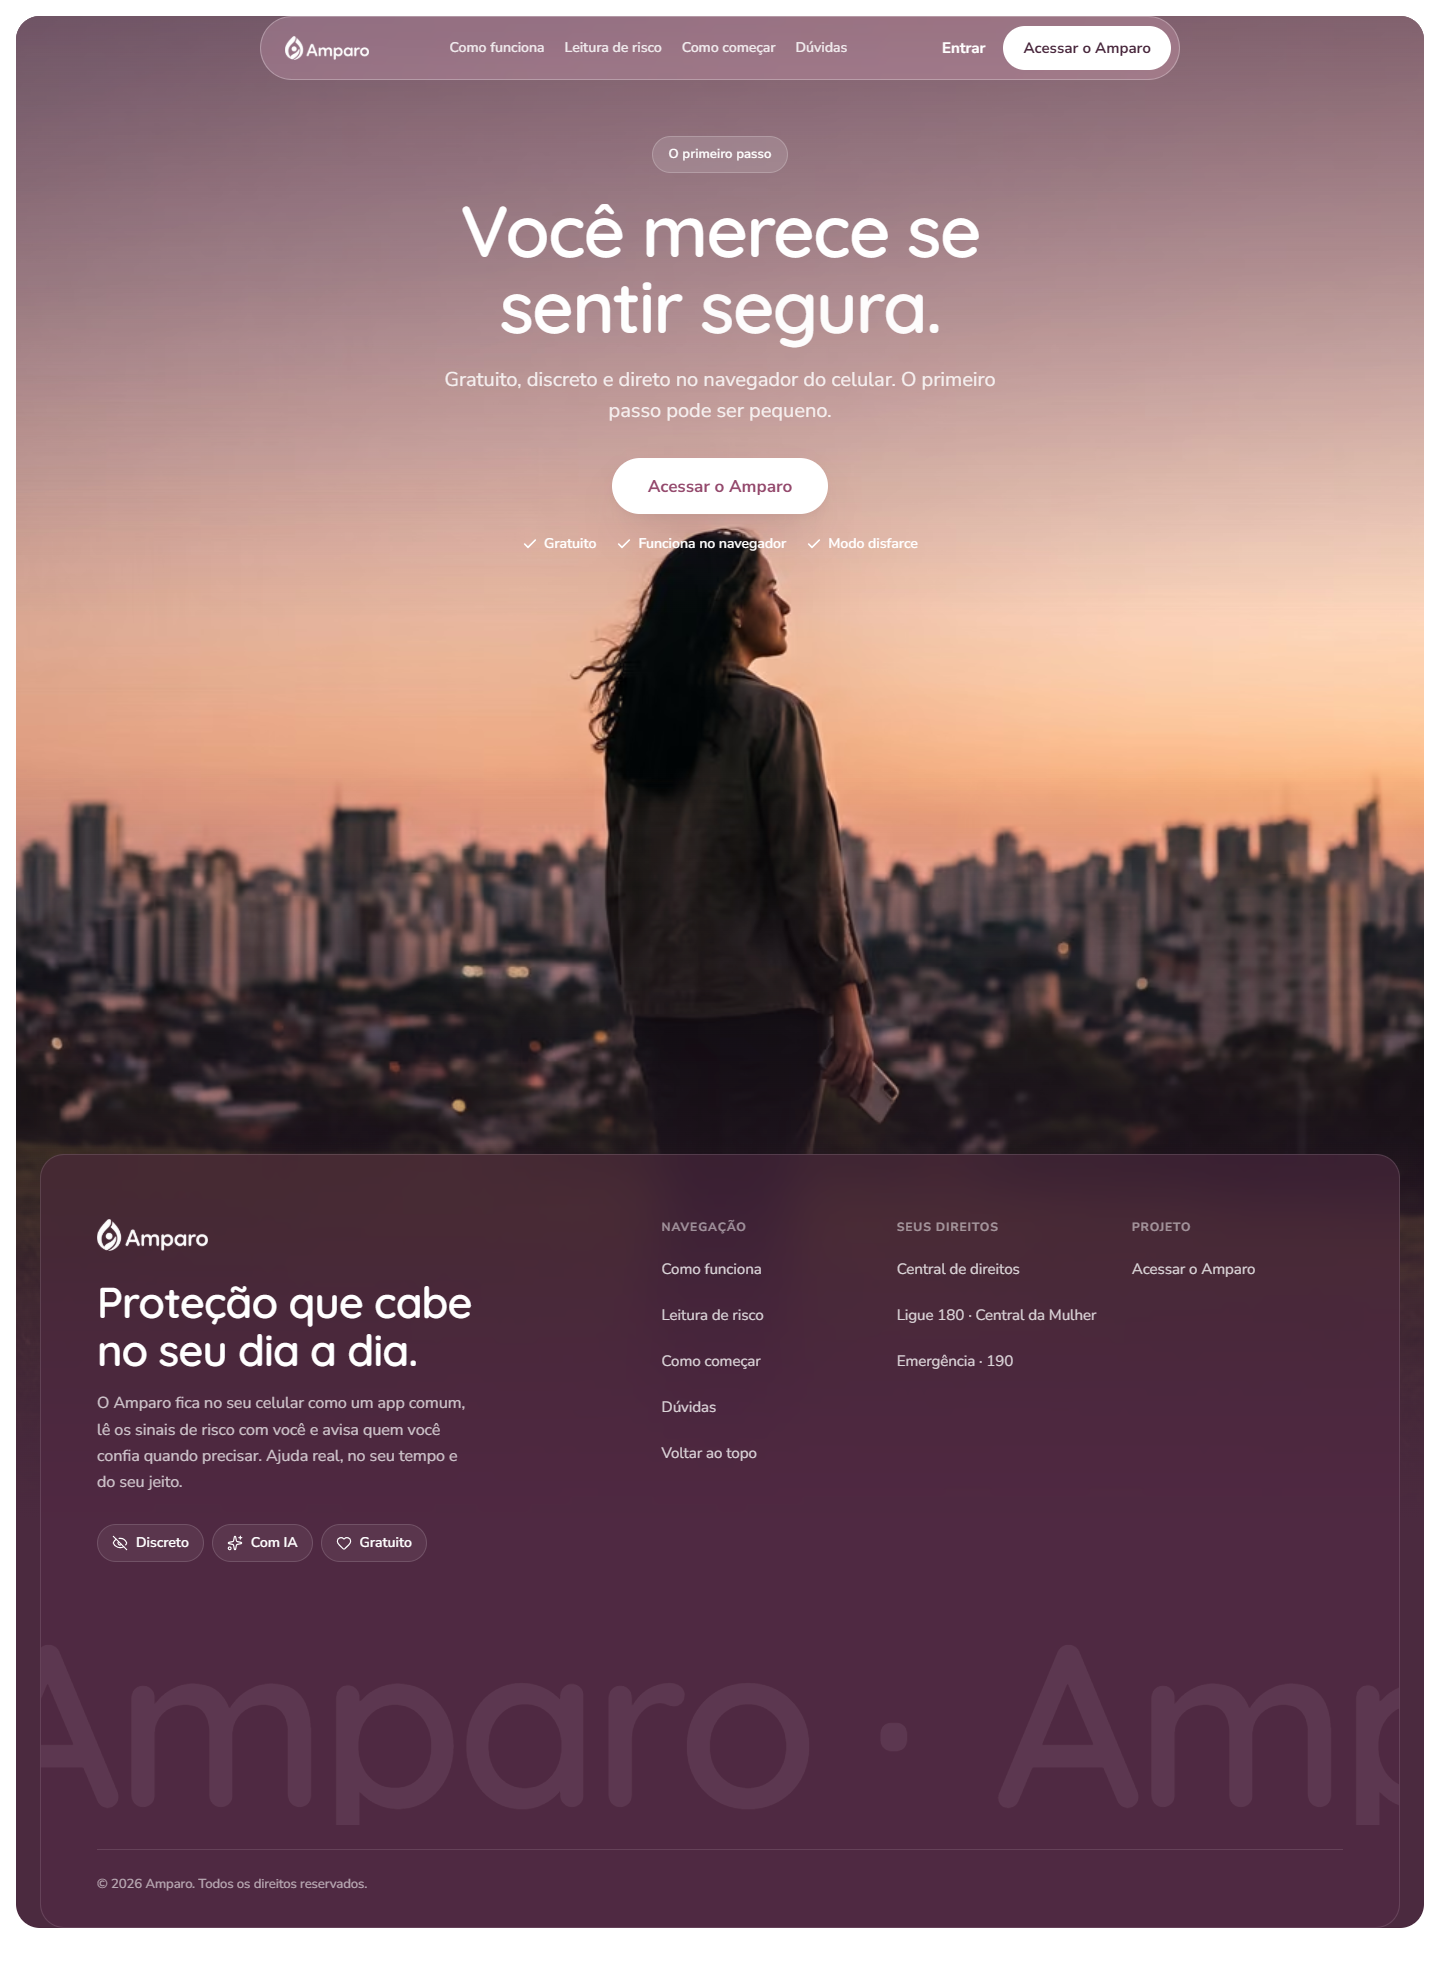 Amparo
Como funciona
Leitura de risco
Como começar
Dúvidas
Entrar
Acessar o Amparo
O primeiro passo
Você merece se
sentir segura.
Gratuito, discreto e direto no navegador do celular. O primeiro
passo pode ser pequeno.
Acessar o Amparo
Gratuito
Funciona no navegador
Modo disfarce
Amparo
Proteção que cabe
no seu dia a dia.
O Amparo fica no seu celular como um app comum,
lê os sinais de risco com você e avisa quem você
confia quando precisar. Ajuda real, no seu tempo e
do seu jeito.
Discreto
Com IA
Gratuito
NAVEGAÇÃO
Como funciona
Leitura de risco
Como começar
Dúvidas
Voltar ao topo
SEUS DIREITOS
Central de direitos
Ligue 180 · Central da Mulher
Emergência · 190
PROJETO
Acessar o Amparo
Amparo · Amp
© 2026 Amparo. Todos os direitos reservados.